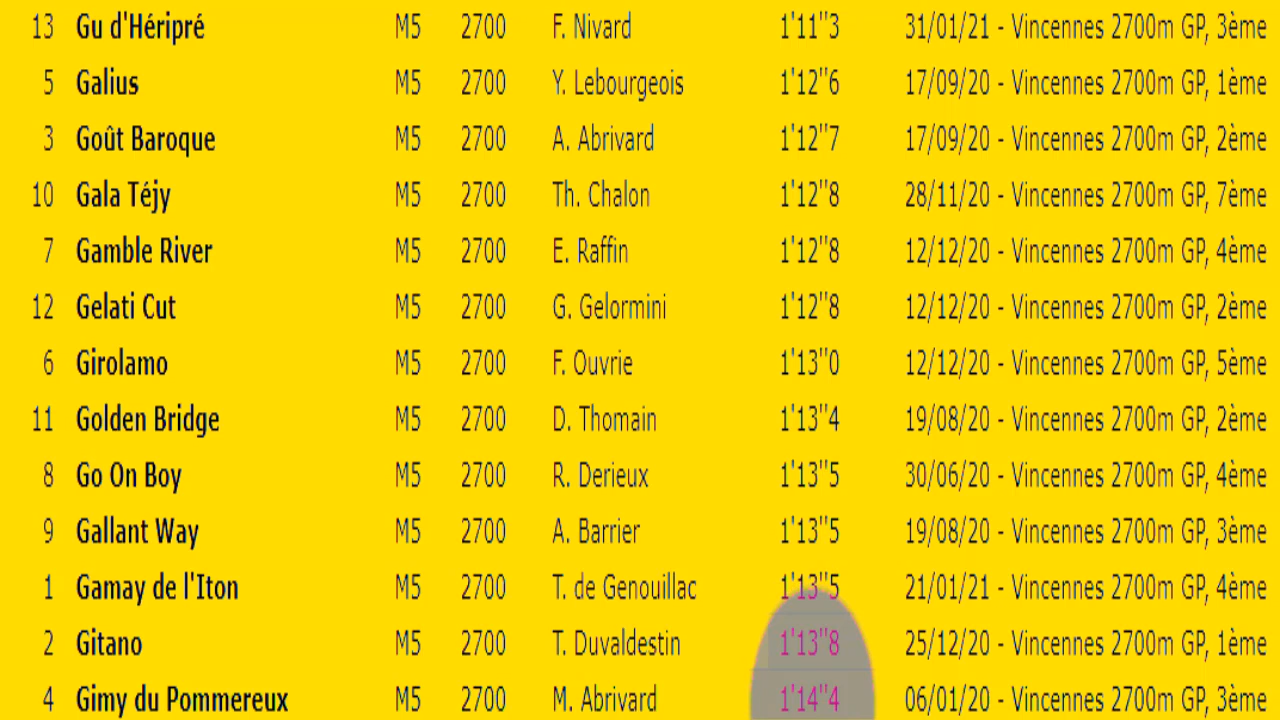 13 Gu d'Héripré M5 2700 F. Nivard 1'11"3 31/01/21 - Vincennes 2700m GP, 3ème
5 Galius M5 2700 Y. Lebourgeois 1'12"6 17/09/20 - Vincennes 2700m GP, 1ème
3 Goût Baroque M5 2700 A. Abrivard 1'12"7 17/09/20 - Vincennes 2700m GP, 2ème
10 Gala Téjy M5 2700 Th. Chalon 1'12"8 28/11/20 - Vincennes 2700m GP, 7ème
7 Gamble River M5 2700 E. Raffin 1'12"8 12/12/20 - Vincennes 2700m GP, 4ème
12 Gelati Cut M5 2700 G. Gelormini 1'12"8 12/12/20 - Vincennes 2700m GP, 2ème
6 Girolamo M5 2700 F. Ouvrie 1'13"0 12/12/20 - Vincennes 2700m GP, 5ème
11 Golden Bridge M5 2700 D. Thomain 1'13"4 19/08/20 - Vincennes 2700m GP, 2ème
8 Go On Boy M5 2700 R. Derieux 1'13"5 30/06/20 - Vincennes 2700m GP, 4ème
9 Gallant Way M5 2700 A. Barrier 1'13"5 19/08/20 - Vincennes 2700m GP, 3ème
1 Gamay de l'Iton M5 2700 T. de Genouillac 1'13"5 21/01/21 - Vincennes 2700m GP, 4ème
2 Gitano M5 2700 T. Duvaldestin 1'13"8 25/12/20 - Vincennes 2700m GP, 1ème
4 Gimy du Pommereux M5 2700 M. Abrivard 1'14"4 06/01/20 - Vincennes 2700m GP, 3ème